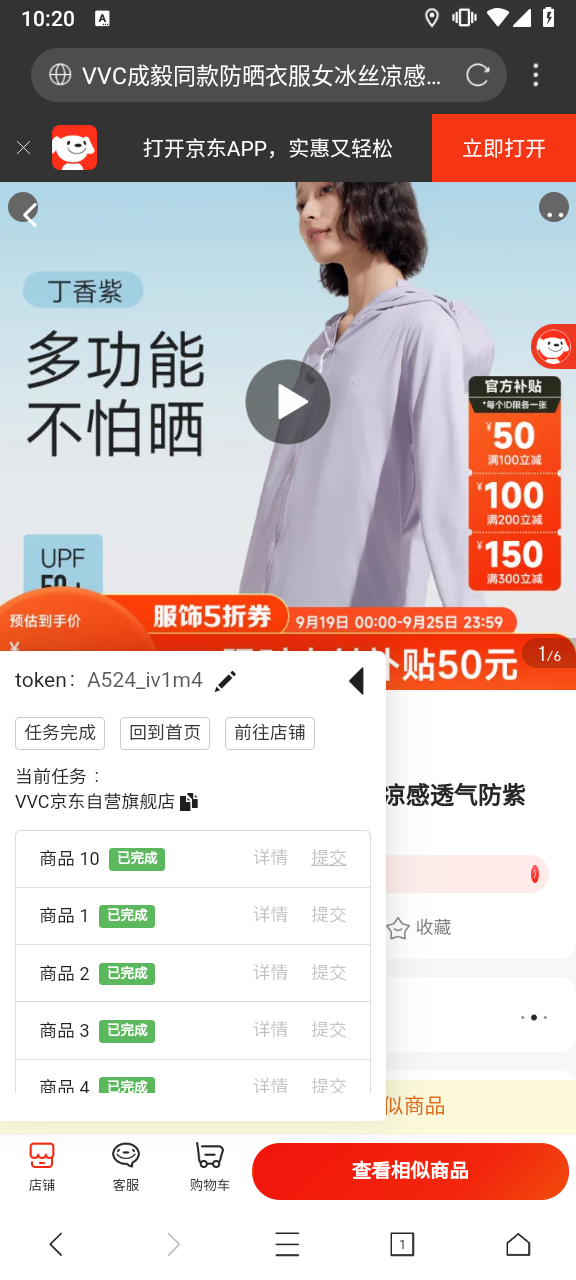 10:20
A
VVC成毅同款防晒衣服女冰丝凉感...
打开京东APP，实惠又轻松
立即打开
丁香紫
多功能
不怕晒
官方补贴
*每个ID限各一张
¥50
满100立减
¥100
满200立减
¥150
满300立减
UPF
50+
预估到手价
¥
服饰5折券
9月19日 00:00-9月25日 23:59
补贴50元
1/6
token： A524_iv1m4
任务完成
回到首页
前往店铺
当前任务：
VVC京东自营旗舰店
凉感透气防紫
商品 10 已完成 详情 提交
商品 1 已完成 详情 提交
收藏
商品 2 已完成 详情 提交
商品 3 已完成 详情 提交
商品 4 已完成 详情 提交
似商品
店铺
客服
购物车
查看相似商品
1